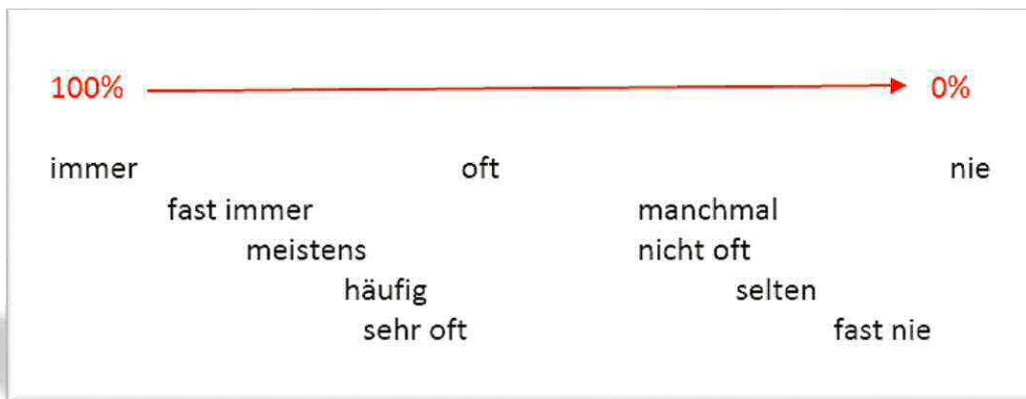 100% 0%
immer oft nie
fast immer manchmal
meistens nicht oft
häufig selten
sehr oft fast nie